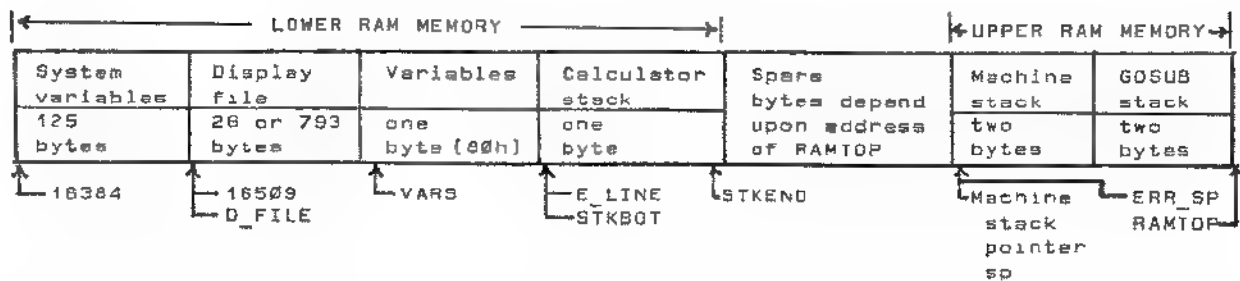 LOWER RAM MEMORY
UPPER RAM MEMORY
System variables
125 bytes
Display file
28 or 793 bytes
Variables
one byte (80h)
Calculator stack
one byte
Spare bytes depend upon address of RAMTOP
Machine stack
two bytes
GOSUB stack
two bytes
16384
16509
D_FILE
VARS
E_LINE
STKBOT
STKEND
Machine stack pointer sp
ERR_SP
RAMTOP